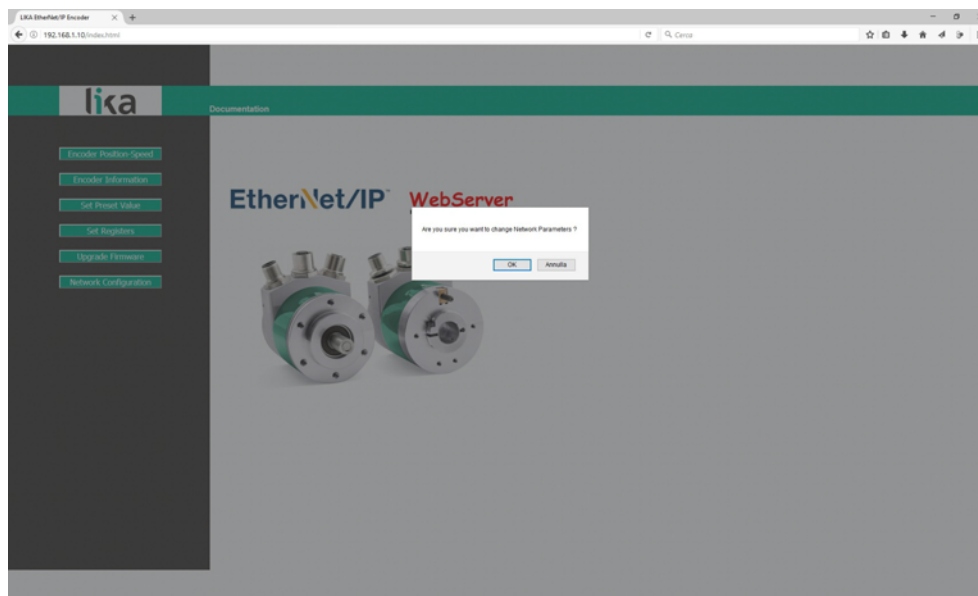 LIKA EtherNet/IP Encoder
192.168.1.10/index.html
Cerca
lika
Documentation
Encoder Position-Speed
Encoder Information
Set Preset Value
Set Registers
Upgrade Firmware
Network Configuration
EtherNet/IP
WebServer
Are you sure you want to change Network Parameters ?
OK
Annulla